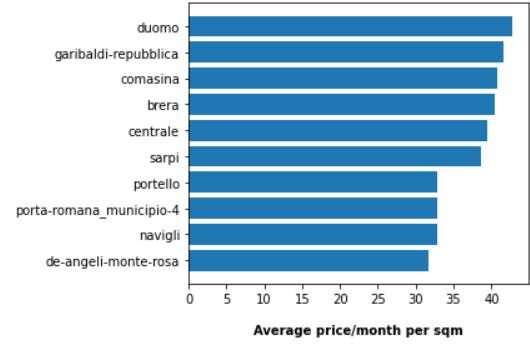 duomo
garibaldi-repubblica
comasina
brera
centrale
sarpi
portello
porta-romana_municipio-4
navigli
de-angeli-monte-rosa
0 5 10 15 20 25 30 35 40
Average price/month per sqm